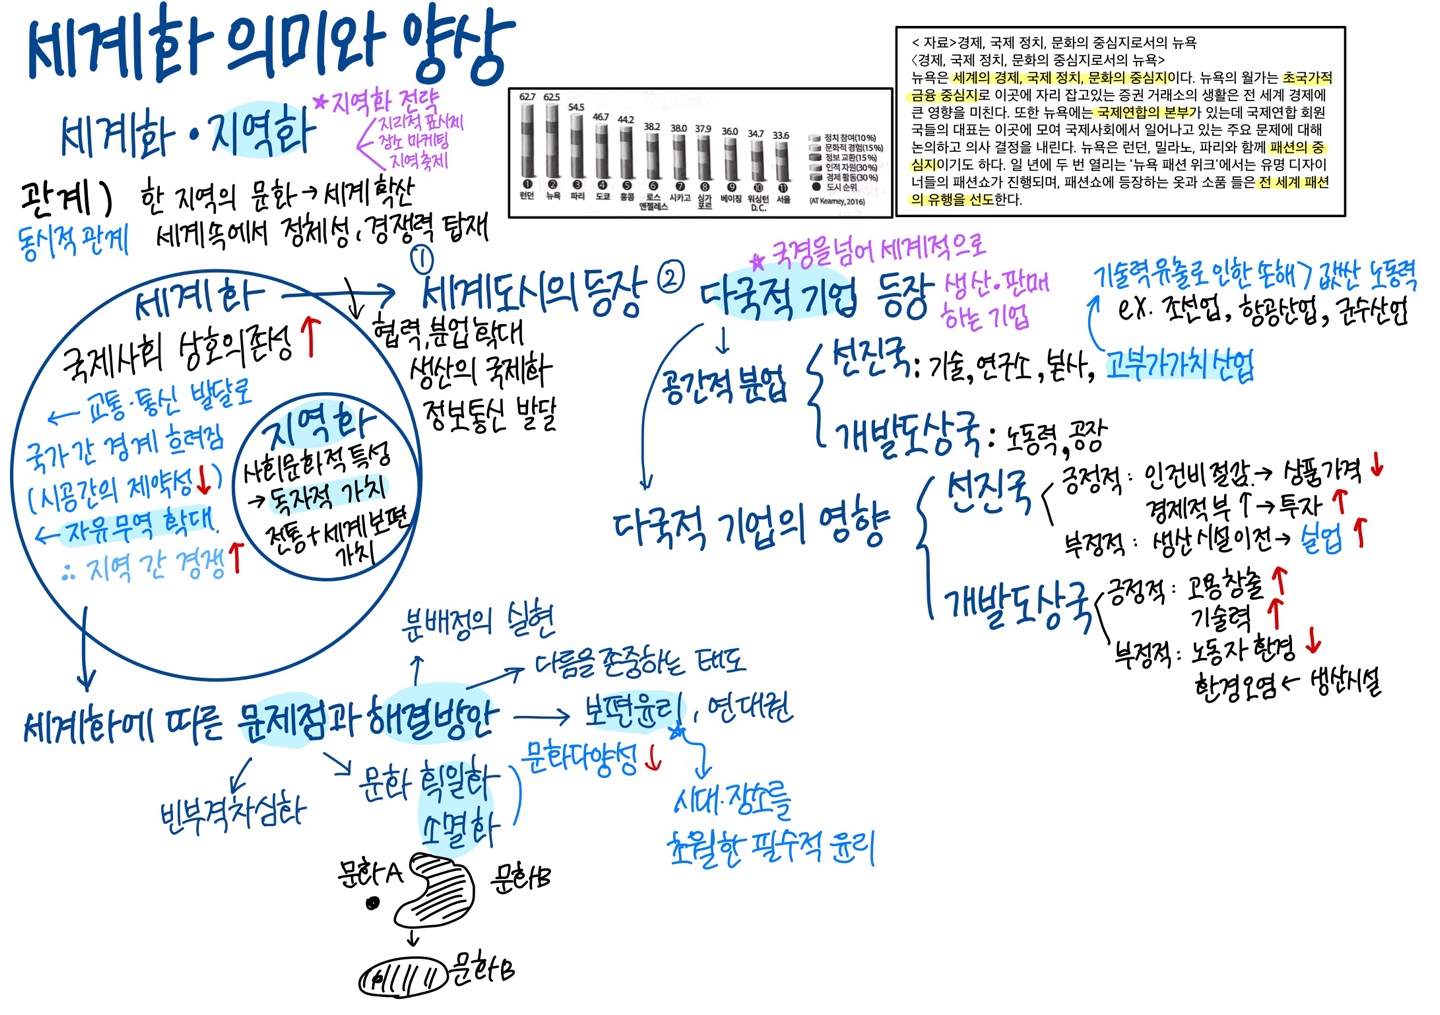 세계화 의미와 양상
세계화 · 지역화
★지역화 전략
지리적 표시제
장소 마케팅
지역축제
관계) 한 지역의 문화 → 세계 확산
동시적 관계 세계속에서 정체성, 경쟁력 탑재
62.7 62.5 54.5 46.7 44.2 38.2 38.0 37.9 36.0 34.7 33.6
정치 참여(10%)
문화적 경험(15%)
정보 교환(15%)
인적 자원(30%)
경제 활동(30%)
도시 순위
1 2 3 4 5 6 7 8 9 10 11
런던 뉴욕 파리 도쿄 홍콩 로스앤젤레스 시카고 싱가포르 베이징 워싱턴 D.C. 서울
(AT Kearney, 2016)
< 자료>경제, 국제 정치, 문화의 중심지로서의 뉴욕
<경제, 국제 정치, 문화의 중심지로서의 뉴욕>
뉴욕은 세계의 경제, 국제 정치, 문화의 중심지이다. 뉴욕의 월가는 초국가적
금융 중심지로 이곳에 자리 잡고있는 증권 거래소의 생활은 전 세계 경제에
큰 영향을 미친다. 또한 뉴욕에는 국제연합의 본부가 있는데 국제연합 회원
국들의 대표는 이곳에 모여 국제사회에서 일어나고 있는 주요 문제에 대해
논의하고 의사 결정을 내린다. 뉴욕은 런던, 밀라노, 파리와 함께 패션의 중
심지이기도 하다. 일 년에 두 번 열리는 '뉴욕 패션 위크'에서는 유명 디자이
너들의 패션쇼가 진행되며, 패션쇼에 등장하는 옷과 소품 들은 전 세계 패션
의 유행을 선도한다.
세계화 → ① 세계도시의 등장
국제사회 상호의존성 ↑
← 교통·통신 발달로
국가 간 경계 흐려짐
(시공간의 제약성↓)
← 자유무역 확대.
∴ 지역 간 경쟁↑
지역화
사회문화적 특성
→ 독자적 가치
전통+세계 보편
가치
협력, 분업 확대
생산의 국제화
정보통신 발달
② 다국적 기업 등장
★ 국경을 넘어 세계적으로
생산·판매
하는 기업
공간적 분업
선진국 : 기술, 연구소, 본사, 고부가가치 산업
기술력 유출로 인한 손해 > 값싼 노동력
ex. 조선업, 항공산업, 군수산업
개발도상국 : 노동력, 공장
다국적 기업의 영향
선진국
긍정적 : 인건비 절감 → 상품가격 ↓
경제적 부 ↑ → 투자 ↑
부정적 : 생산시설이전 → 실업 ↑
개발도상국
긍정적 : 고용창출 ↑
기술력 ↑
부정적 : 노동자 환경 ↓
환경오염 ← 생산시설
세계화에 따른 문제점과 해결방안 → 보편윤리, 연대권
분배정의 실현
다름을 존중하는 태도
★ 시대·장소를
초월한 필수적 윤리
빈부격차심화
문화 획일화
소멸화
문화다양성 ↓
문화A
문화B
문화B